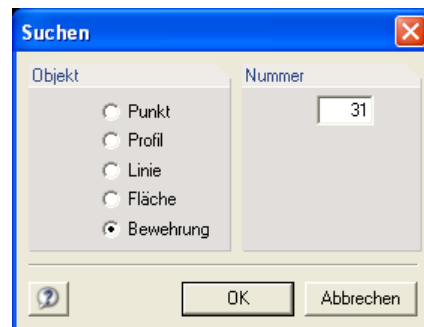 Suchen
Objekt
Nummer
Punkt
31
Profil
Linie
Fläche
Bewehrung
OK
Abbrechen